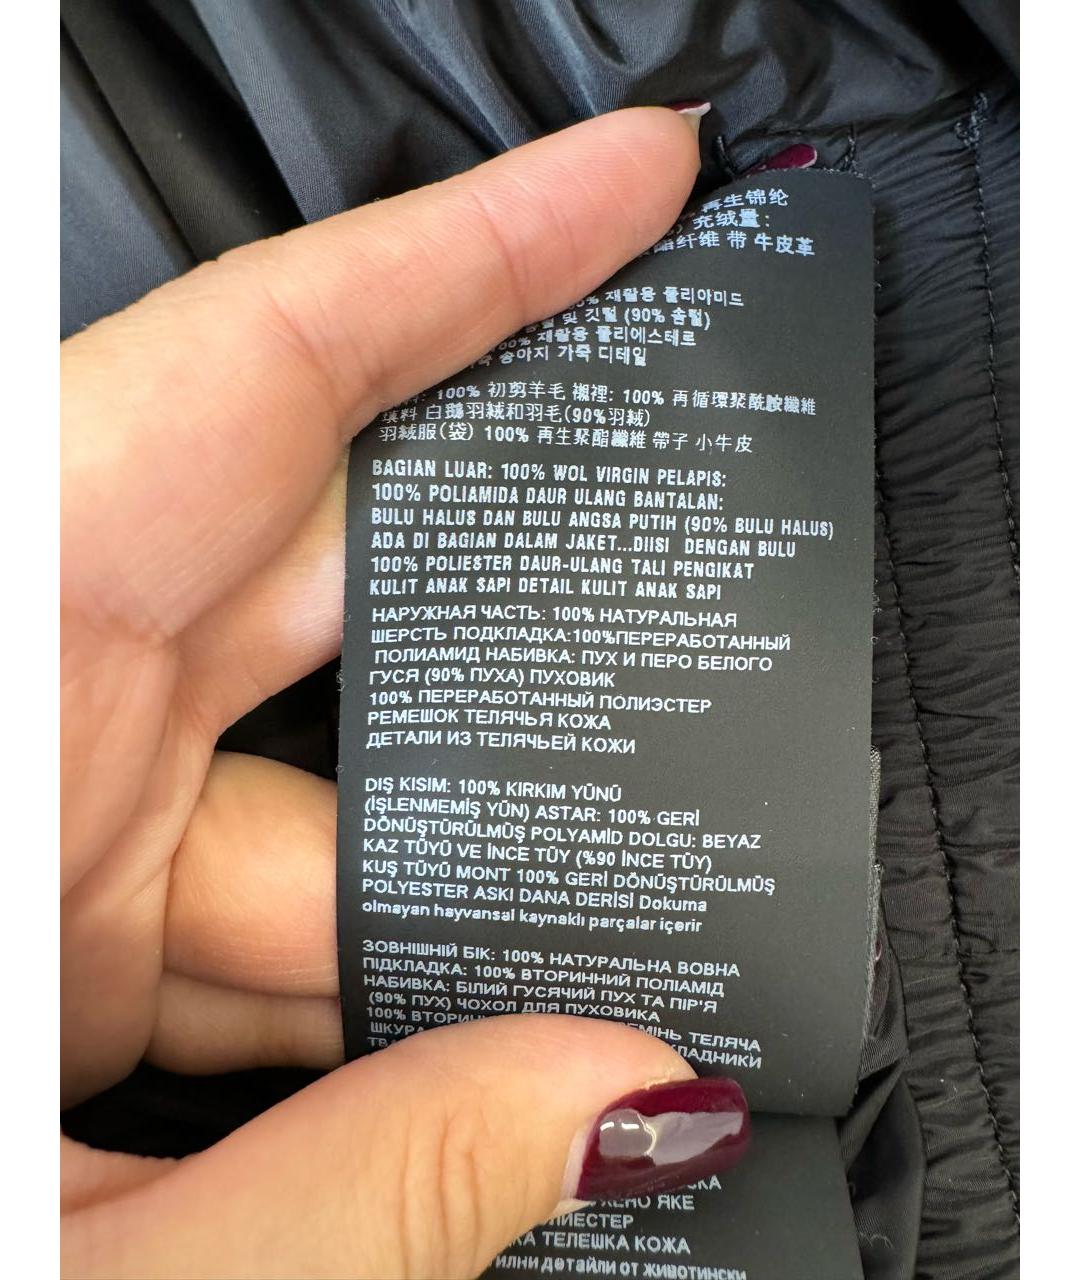 再生锦纶
充绒量:
纤维 带 牛皮革
재활용 폴리아미드
및 깃털 (90% 솜털)
재활용 폴리에스테르
송아지 가죽 디테일
100% 初剪羊毛 襯裡: 100% 再循環聚酰胺纖維
填料 白鵝羽絨和羽毛(90%羽絨)
羽絨服(袋) 100% 再生聚酯纖維 帶子 小牛皮
BAGIAN LUAR: 100% WOL VIRGIN PELAPIS:
100% POLIAMIDA DAUR ULANG BANTALAN:
BULU HALUS DAN BULU ANGSA PUTIH (90% BULU HALUS)
ADA DI BAGIAN DALAM JAKET...DIISI DENGAN BULU
100% POLIESTER DAUR-ULANG TALI PENGIKAT
KULIT ANAK SAPI DETAIL KULIT ANAK SAPI
НАРУЖНАЯ ЧАСТЬ: 100% НАТУРАЛЬНАЯ
ШЕРСТЬ ПОДКЛАДКА:100%ПЕРЕРАБОТАННЫЙ
ПОЛИАМИД НАБИВКА: ПУХ И ПЕРО БЕЛОГО
ГУСЯ (90% ПУХА) ПУХОВИК
100% ПЕРЕРАБОТАННЫЙ ПОЛИЭСТЕР
РЕМЕШОК ТЕЛЯЧЬЯ КОЖА
ДЕТАЛИ ИЗ ТЕЛЯЧЬЕЙ КОЖИ
DIŞ KISIM: 100% KIRKIM YÜNÜ
(İŞLENMEMİŞ YÜN) ASTAR: 100% GERİ
DÖNÜŞTÜRÜLMÜŞ POLYAMİD DOLGU: BEYAZ
KAZ TÜYÜ VE İNCE TÜY (%90 İNCE TÜY)
KUŞ TÜYÜ MONT 100% GERİ DÖNÜŞTÜRÜLMÜŞ
POLYESTER ASKI DANA DERİSİ Dokuma
olmayan hayvansal kaynaklı parçalar içerir
ЗОВНІШНІЙ БІК: 100% НАТУРАЛЬНА ВОВНА
ПІДКЛАДКА: 100% ВТОРИННИЙ ПОЛІАМІД
НАБИВКА: БІЛИЙ ГУСЯЧИЙ ПУХ ТА ПІР'Я
(90% ПУХ) ЧОХОЛ ДЛЯ ПУХОВИКА
100% ТЕЛЯЧА
ШКУРА
ЯКЕ
ТЕЛЕШКА КОЖА
детайли от животински